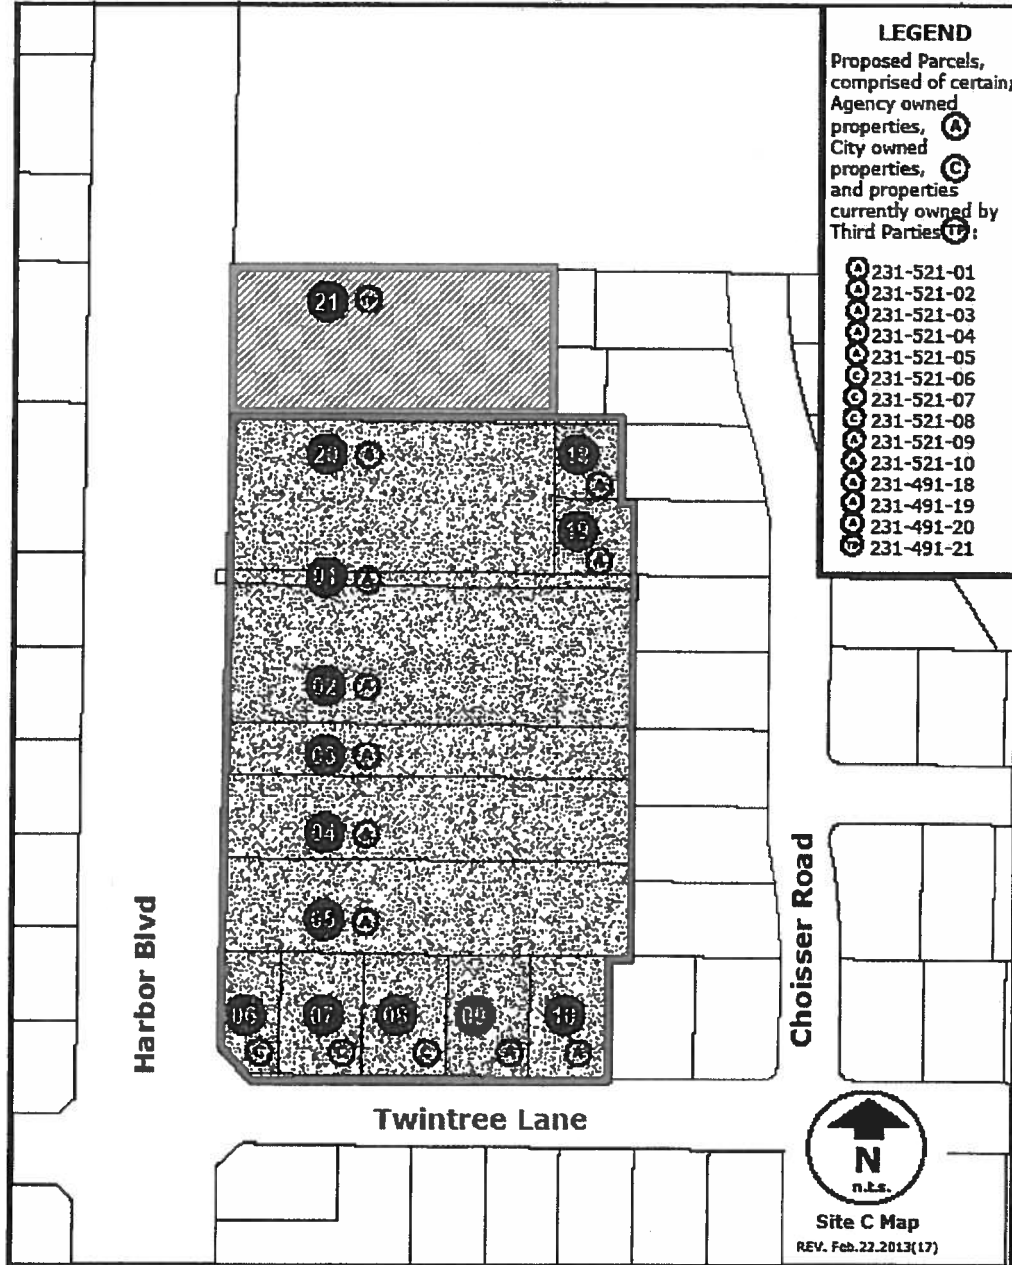 LEGEND
Proposed Parcels,
comprised of certain;
Agency owned
properties, A
City owned
properties, C
and properties
currently owned by
Third Parties TP :
A 231-521-01
A 231-521-02
A 231-521-03
A 231-521-04
A 231-521-05
C 231-521-06
C 231-521-07
C 231-521-08
A 231-521-09
A 231-521-10
A 231-491-18
A 231-491-19
A 231-491-20
231-491-21
21
20 A
18
A
19
A
01 A
02 A
03 A
04 A
05 A
06 07 08 09 10
C C C A A
Harbor Blvd
Choisser Road
Twintree Lane
N
n.t.s.
Site C Map
REV. Feb.22.2013(17)